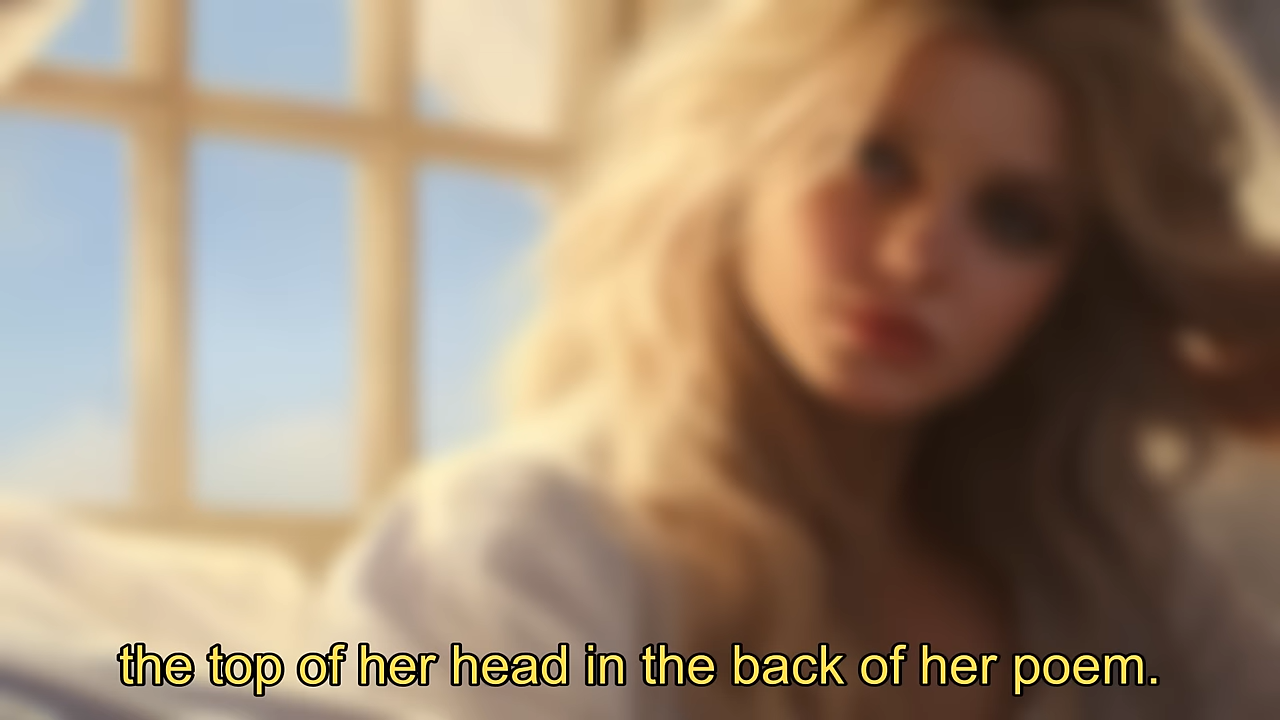 the top of her head in the back of her poem.